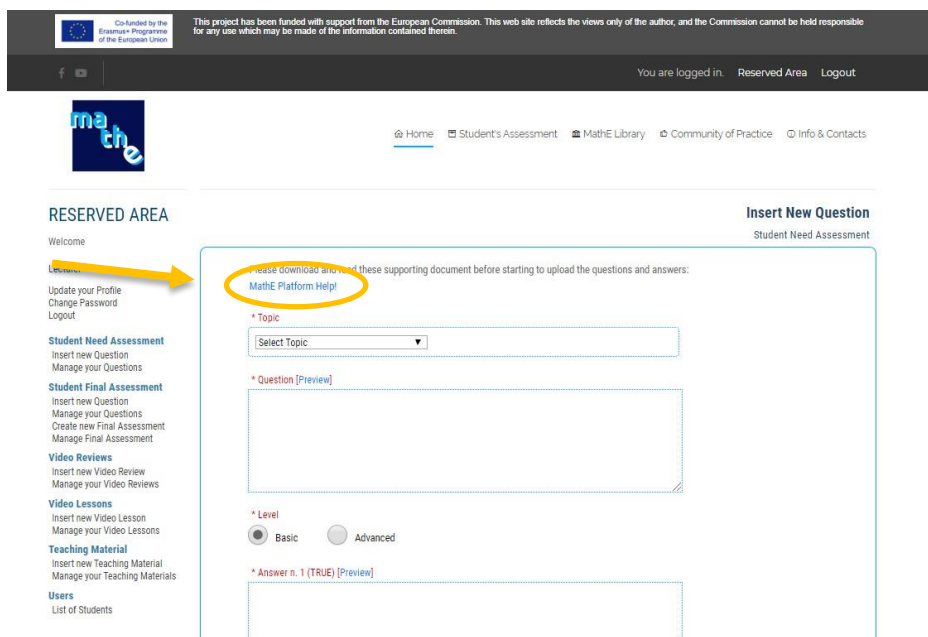 Co-funded by the
Erasmus+ Programme
of the European Union
This project has been funded with support from the European Commission. This web site reflects the views only of the author, and the Commission cannot be held responsible
for any use which may be made of the information contained therein.
You are logged in. Reserved Area Logout
ma
th
e
Home Student's Assessment MathE Library Community of Practice Info & Contacts
RESERVED AREA
Welcome
Lecturer
Update your Profile
Change Password
Logout
Student Need Assessment
Insert new Question
Manage your Questions
Student Final Assessment
Insert new Question
Manage your Questions
Create new Final Assessment
Manage Final Assessment
Video Reviews
Insert new Video Review
Manage your Video Reviews
Video Lessons
Insert new Video Lesson
Manage your Video Lessons
Teaching Material
Insert new Teaching Material
Manage your Teaching Materials
Users
List of Students
Insert New Question
Student Need Assessment
Please download and read these supporting document before starting to upload the questions and answers:
MathE Platform Help!
* Topic
Select Topic
* Question [Preview]
* Level
Basic Advanced
* Answer n. 1 (TRUE) [Preview]